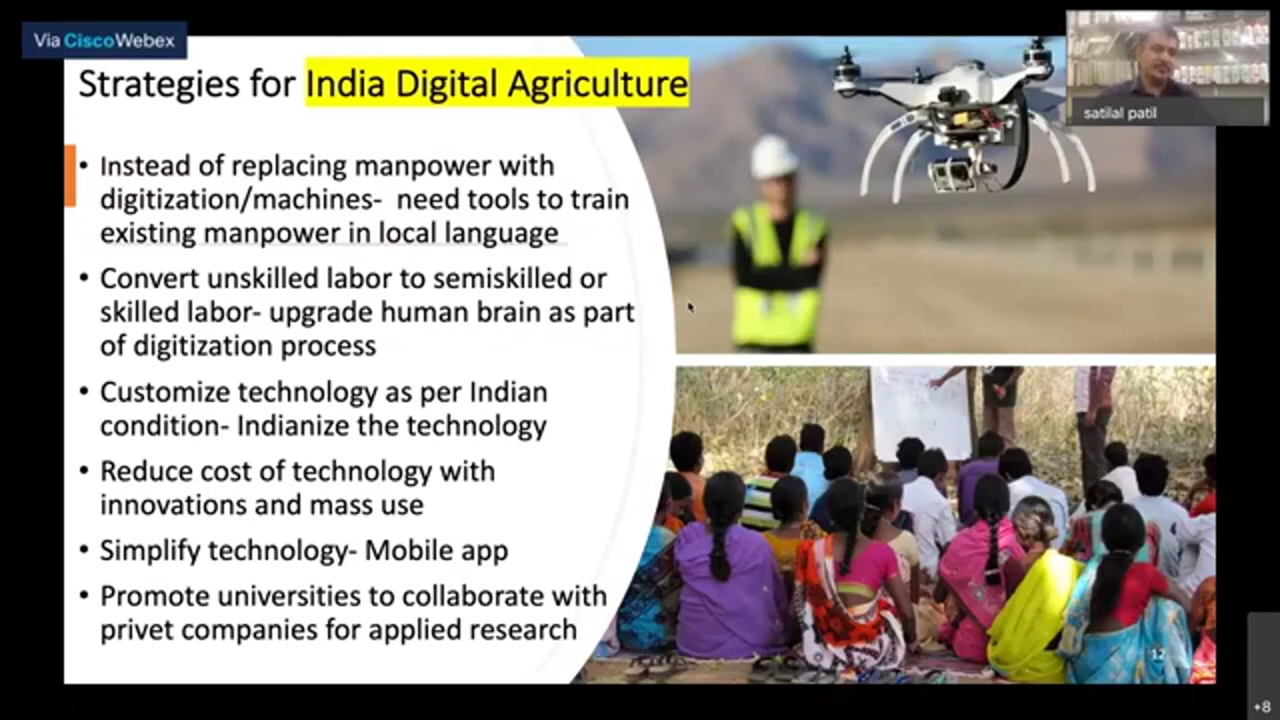 Via Cisco Webex
Strategies for India Digital Agriculture
satilal patil
• Instead of replacing manpower with
digitization/machines- need tools to train
existing manpower in local language
• Convert unskilled labor to semiskilled or
skilled labor- upgrade human brain as part
of digitization process
• Customize technology as per Indian
condition- Indianize the technology
• Reduce cost of technology with
innovations and mass use
• Simplify technology- Mobile app
• Promote universities to collaborate with
privet companies for applied research
12
+8